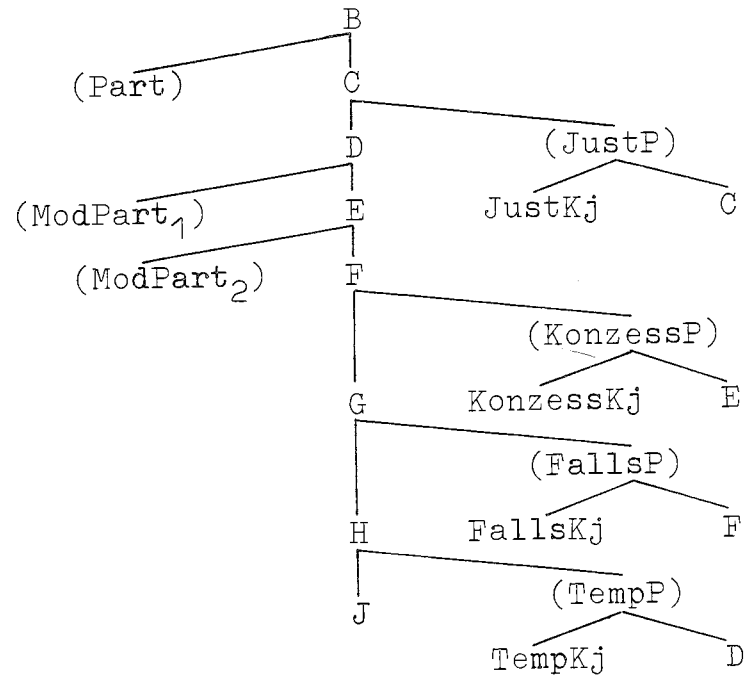 B
(Part)
C
D
(JustP)
(ModPart₁)
E
JustKj
C
(ModPart₂)
F
(KonzessP)
G
KonzessKj
E
(FallsP)
H
FallsKj
F
J
(TempP)
TempKj
D